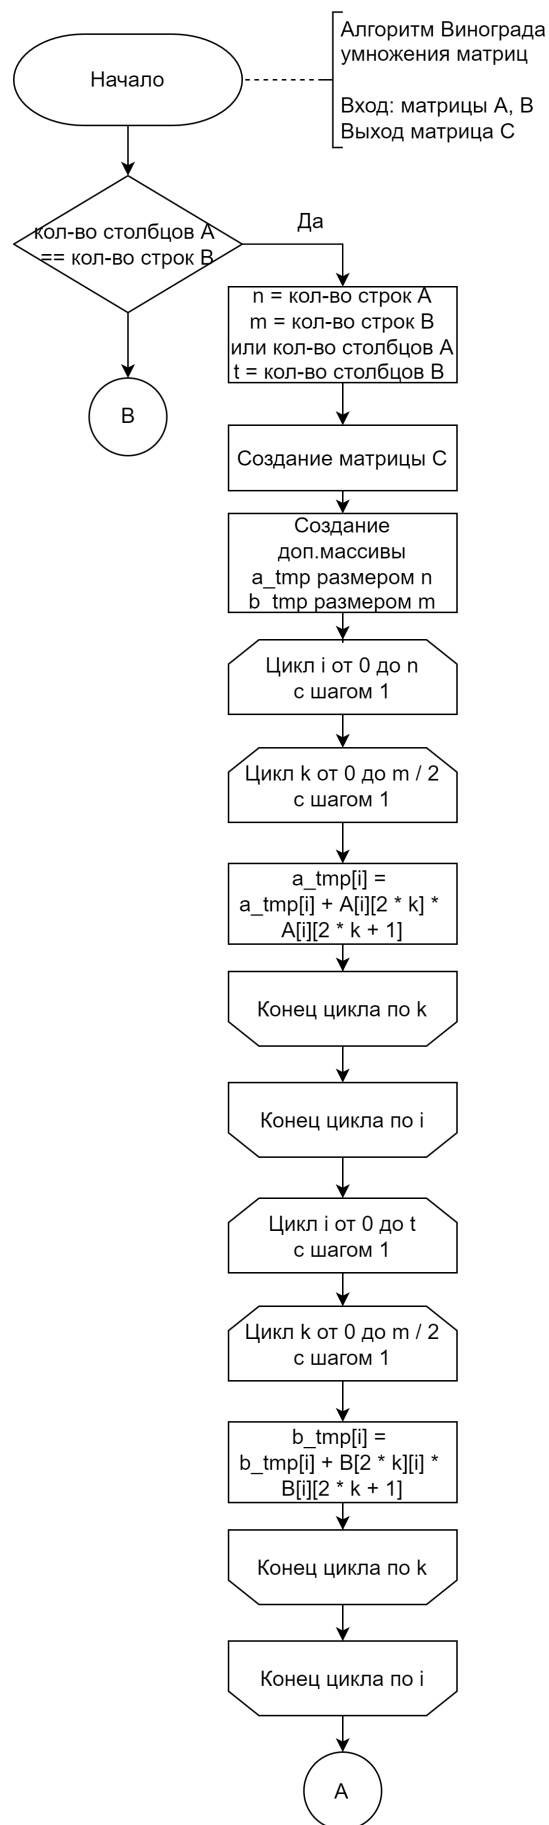 Алгоритм Винограда
умножения матриц
Вход: матрицы A, B
Выход матрица C
Начало
кол-во столбцов A
== кол-во строк B
Да
n = кол-во строк A
m = кол-во строк B
или кол-во столбцов A
t = кол-во столбцов B
B
Создание матрицы C
Создание
доп.массивы
a_tmp размером n
b_tmp размером m
Цикл i от 0 до n
с шагом 1
Цикл k от 0 до m / 2
с шагом 1
a_tmp[i] =
a_tmp[i] + A[i][2 * k] *
A[i][2 * k + 1]
Конец цикла по k
Конец цикла по i
Цикл i от 0 до t
с шагом 1
Цикл k от 0 до m / 2
с шагом 1
b_tmp[i] =
b_tmp[i] + B[2 * k][i] *
B[i][2 * k + 1]
Конец цикла по k
Конец цикла по i
A